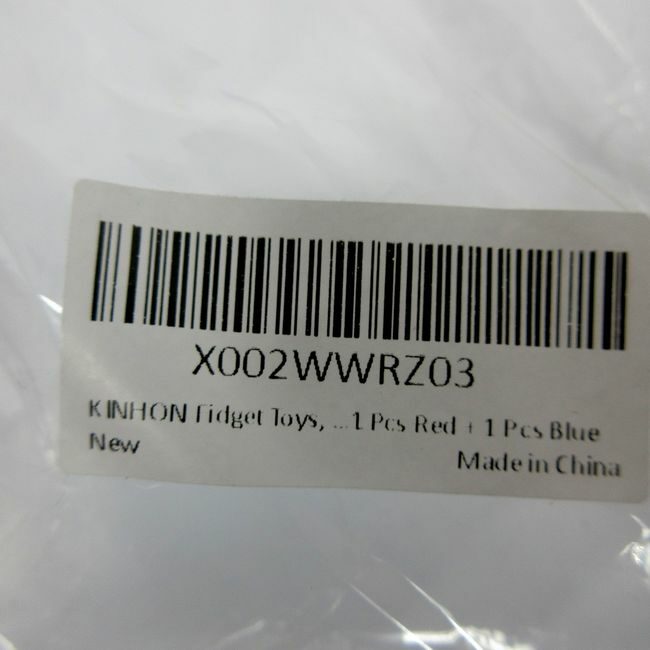 X002WWRZ03
KINHON Fidget Toys, ...1 Pcs Red + 1 Pcs Blue
New
Made in China